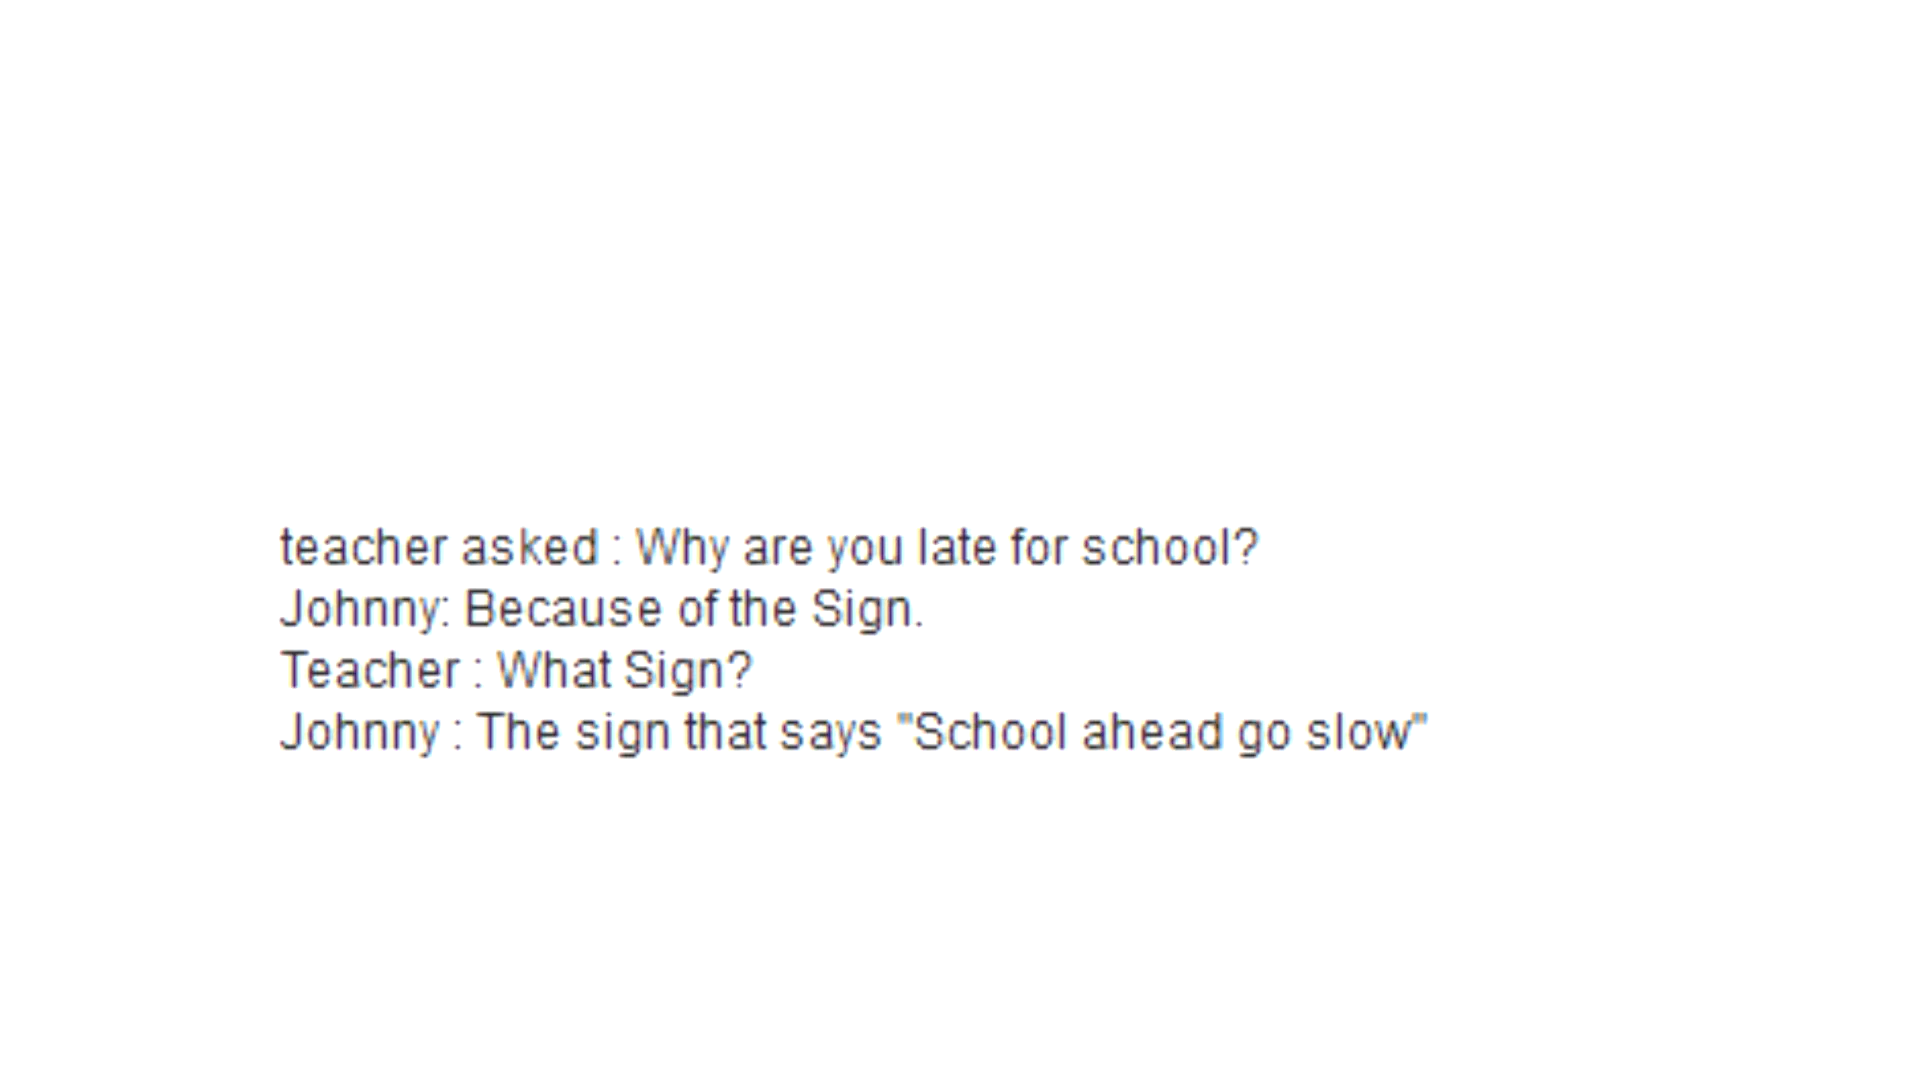 teacher asked : Why are you late for school?
Johnny: Because of the Sign.
Teacher : What Sign?
Johnny : The sign that says "School ahead go slow"